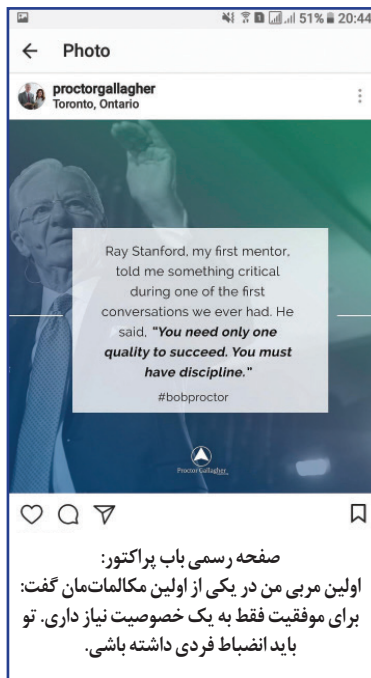 51% 20:44
Photo
proctorgallagher
Toronto, Ontario
Ray Stanford, my first mentor,
told me something critical
during one of the first
conversations we ever had. He
said, "You need only one
quality to succeed. You must
have discipline."
#bobproctor
Proctor Gallagher
صفحه رسمی باب پراکتور:
اولین مربی من در یکی از اولین مکالمات‌مان گفت:
برای موفقیت فقط به یک خصوصیت نیاز داری. تو
باید انضباط فردی داشته باشی.